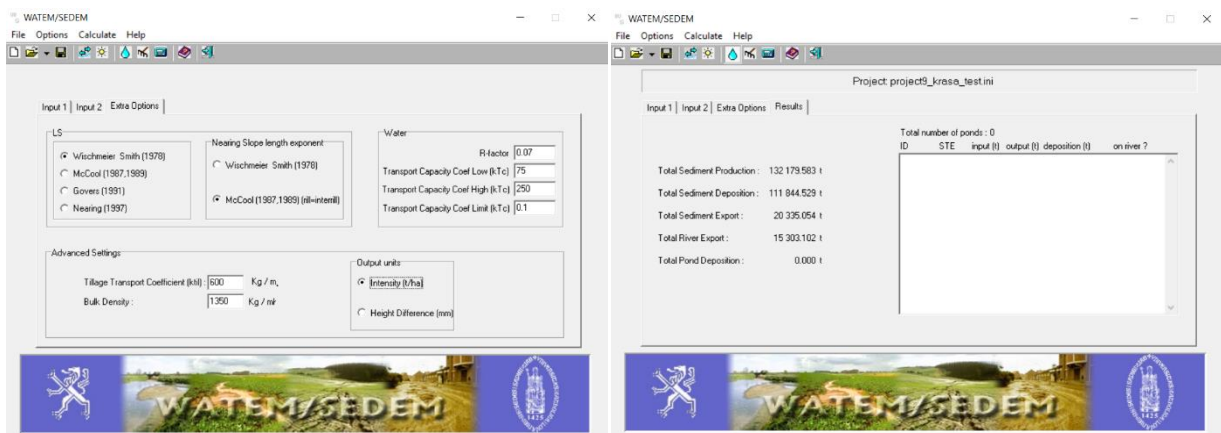 WATEM/SEDEM
File Options Calculate Help
Input 1 Input 2 Extra Options
LS
Wischmeier Smith (1978)
McCool (1987,1989)
Govers (1991)
Nearing (1997)
Nearing Slope length exponent
Wischmeier Smith (1978)
McCool (1987,1989) (rill=interrill)
Water
R-factor 0.07
Transport Capacity Coef Low (kTc) 75
Transport Capacity Coef High (kTc) 250
Transport Capacity Coef Limit (kTc) 0.1
Advanced Settings
Tillage Transport Coefficient (ktil) : 600 Kg / m,
Bulk Density : 1350 Kg / m
Output units
Intensity (t/ha)
Height Difference (mm)
WATEM/SEDEM
WATEM/SEDEM
File Options Calculate Help
Project: project9_krasa_test.ini
Input 1 Input 2 Extra Options Results
Total Sediment Production : 132 179.583 t
Total Sediment Deposition : 111 844.529 t
Total Sediment Export : 20 335.054 t
Total River Export : 15 303.102 t
Total Pond Deposition : 0.000 t
Total number of ponds : 0
ID STE input (t) output (t) deposition (t) on river ?
WATEM/SEDEM